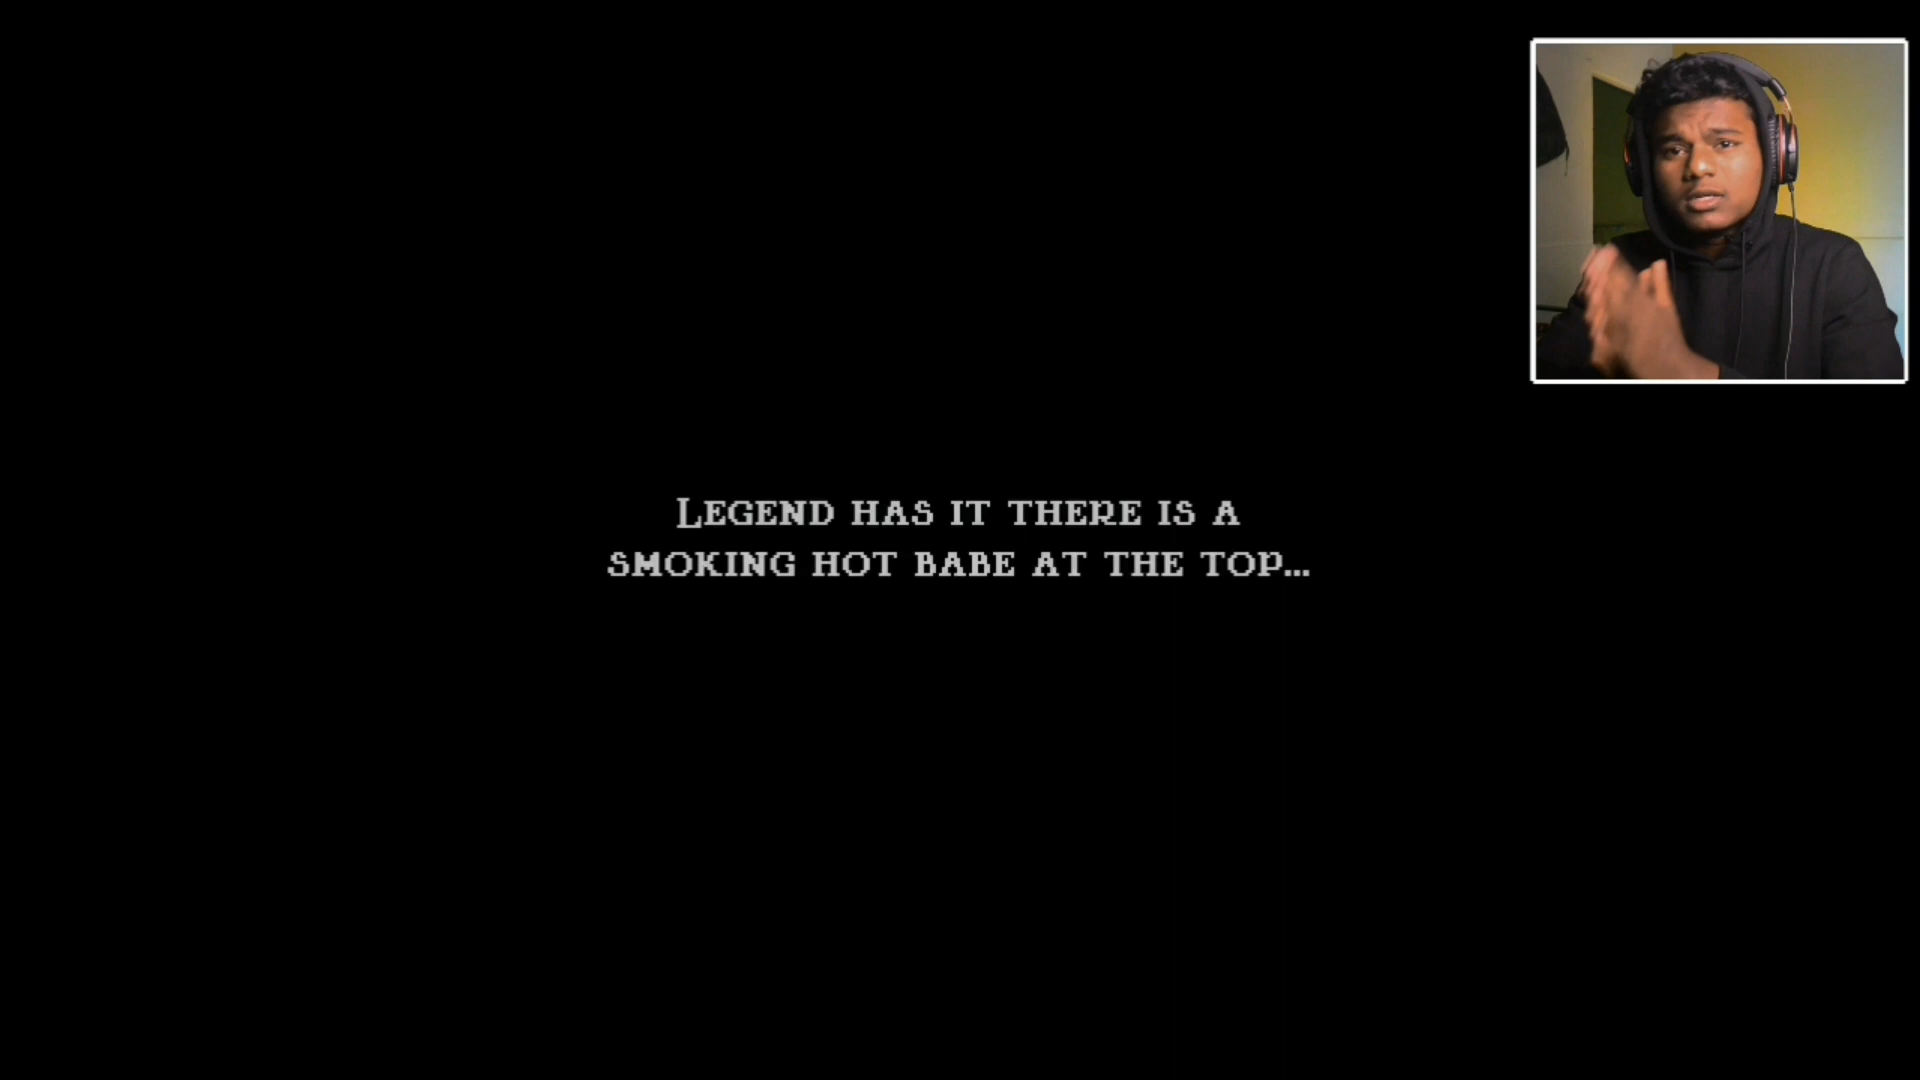 Legend has it there is a
smoking hot babe at the top...